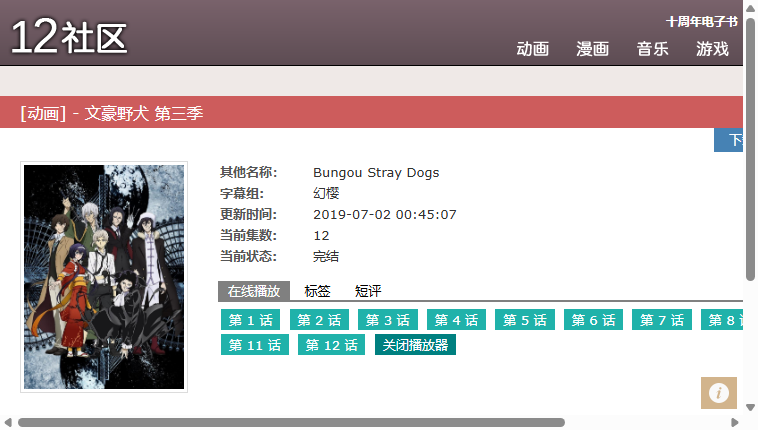 12社区
十周年电子书
动画 漫画 音乐 游戏
[动画] - 文豪野犬 第三季
其他名称: Bungou Stray Dogs
字幕组: 幻樱
更新时间: 2019-07-02 00:45:07
当前集数: 12
当前状态: 完结
在线播放 标签 短评
第 1 话 第 2 话 第 3 话 第 4 话 第 5 话 第 6 话 第 7 话 第 8
第 11 话 第 12 话 关闭播放器
i